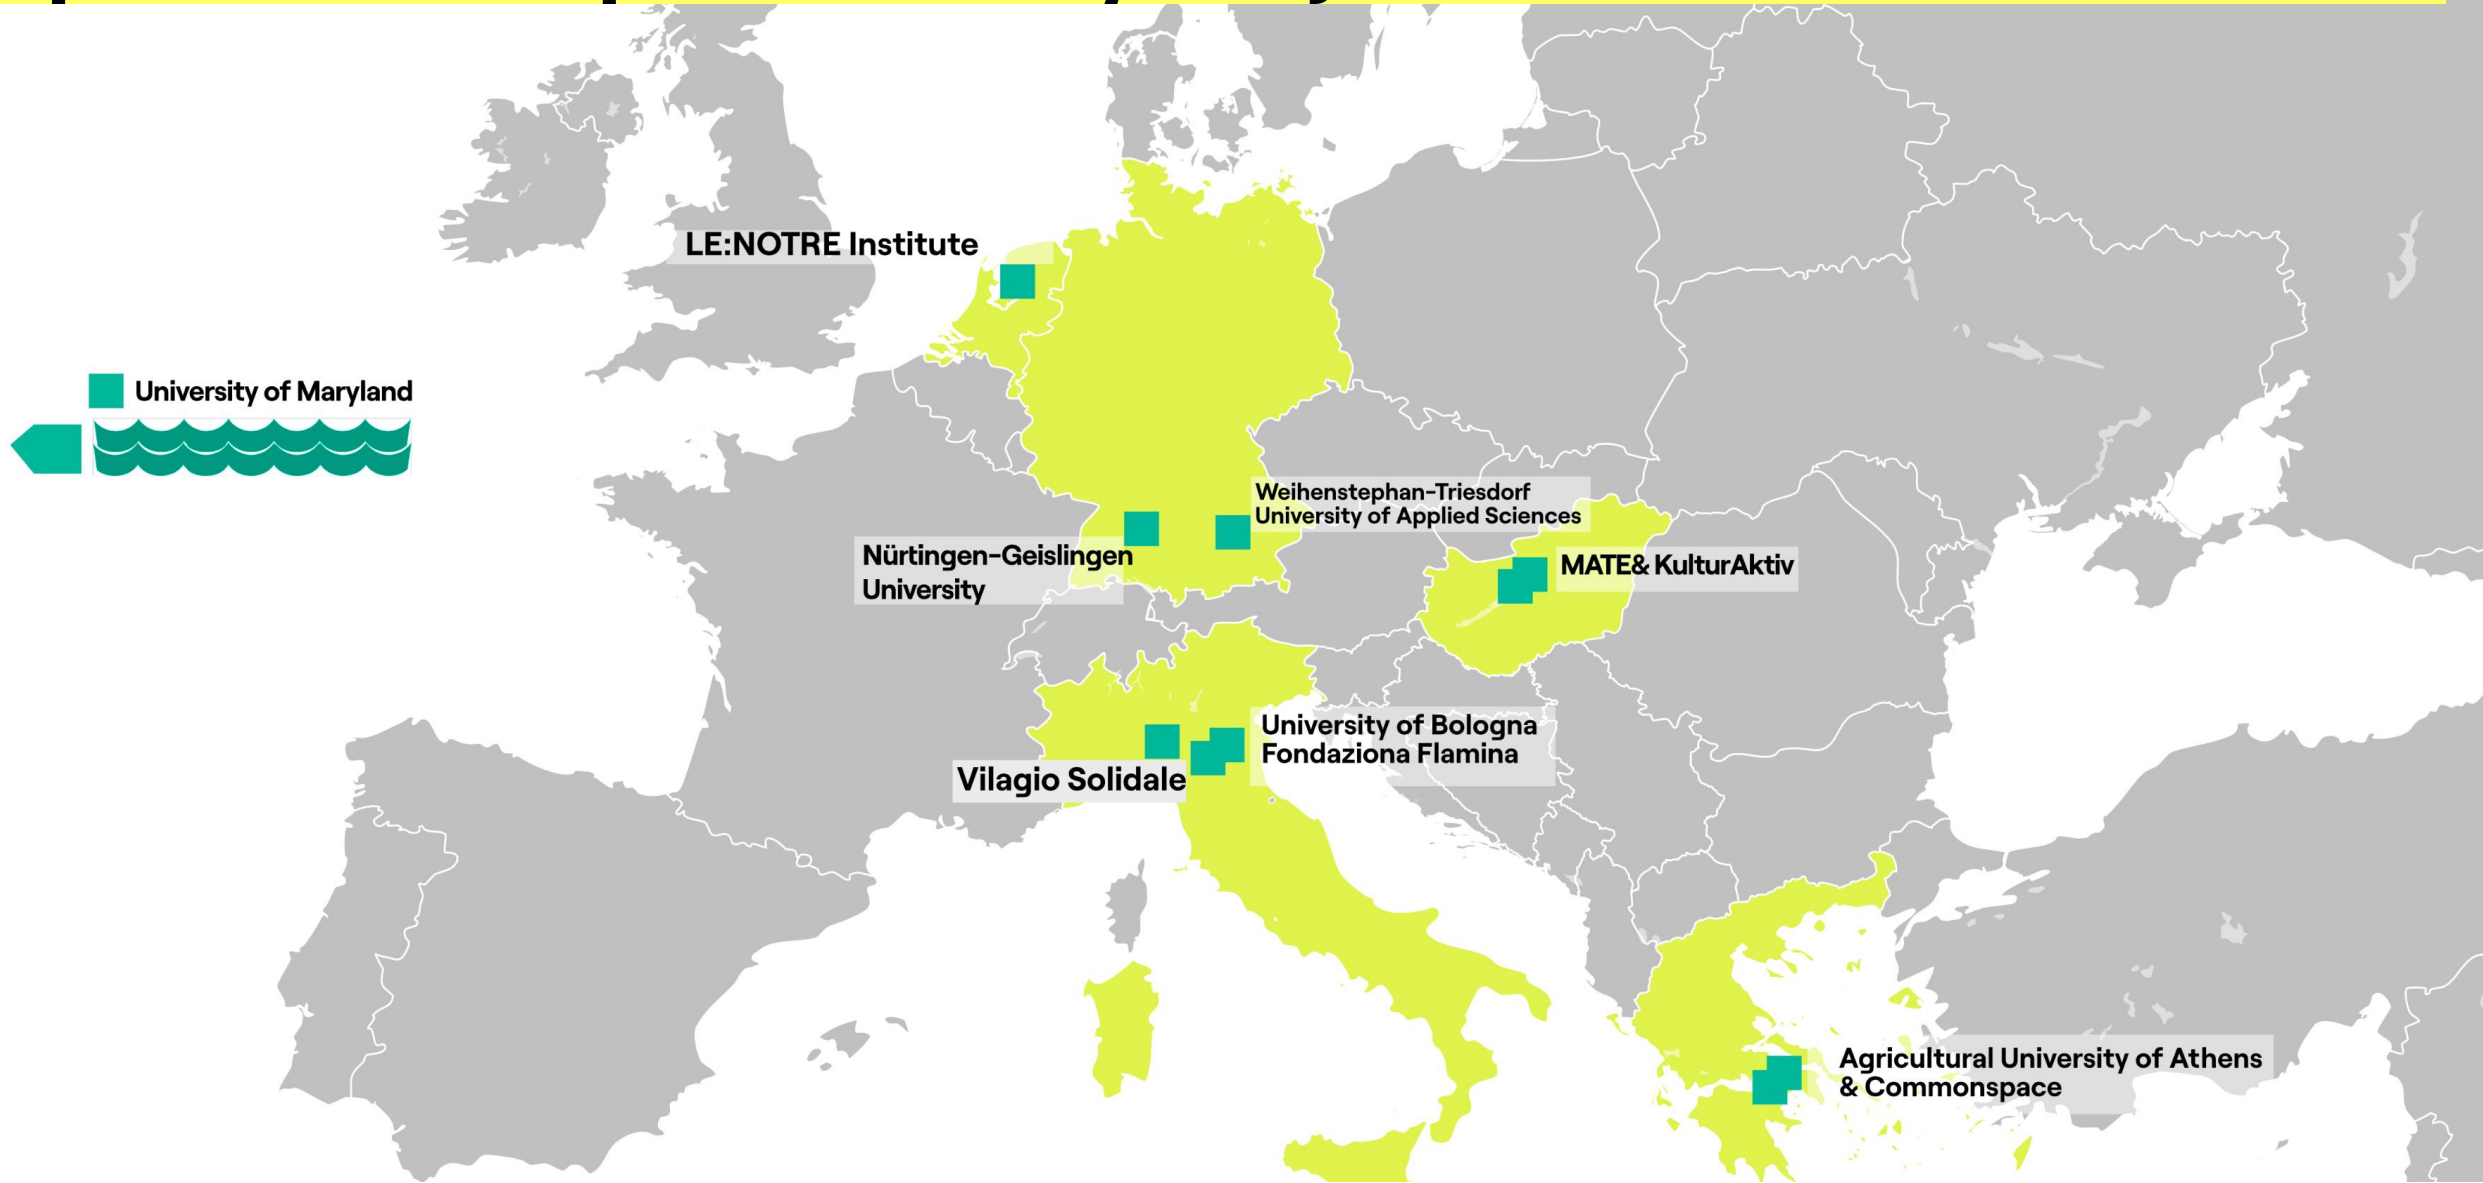 LE:NOTRE Institute
University of Maryland
Weihenstephan-Triesdorf
University of Applied Sciences
Nürtingen-Geislingen
University
MATE& KulturAktiv
University of Bologna
Fondaziona Flamina
Vilagio Solidale
Agricultural University of Athens
& Commonspace